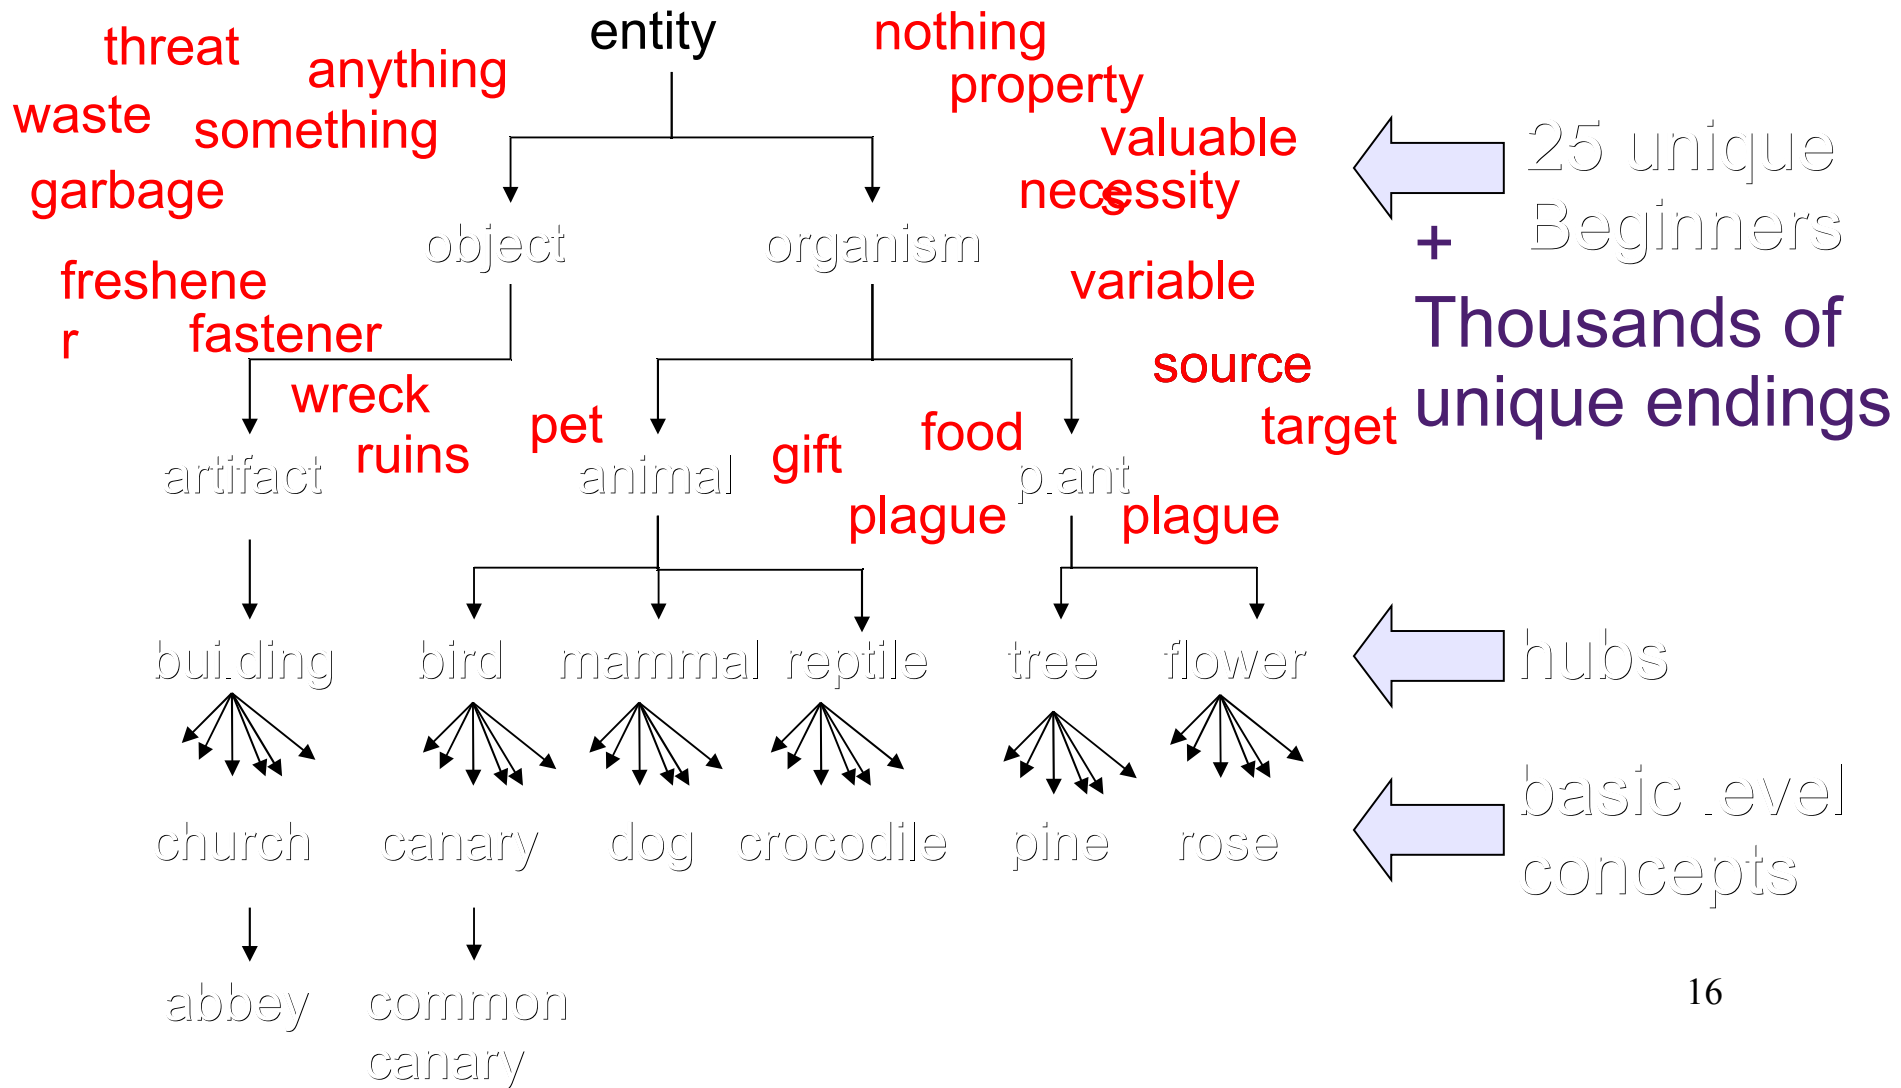 entity
nothing
threat
anything
property
waste
something
valuable
s
necessity
25 unique
Beginners
garbage
object
organism
+
freshene
r
fastener
variable
Thousands of
unique endings
source
wreck
pet
food
target
ruins
gift
artifact
animal
plant
plague
plague
building
bird
mammal
reptile
tree
flower
hubs
church
canary
dog
crocodile
pine
rose
basic level
concepts
abbey
common
canary
16